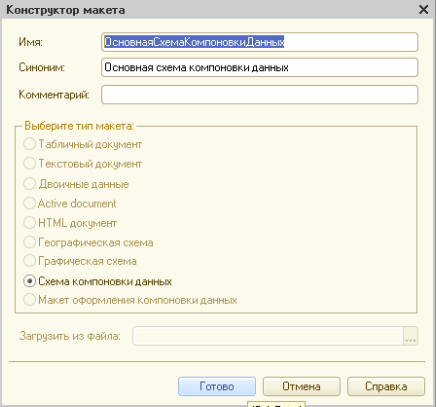 Конструктор макета
Имя: ОсновнаяСхемаКомпоновкиДанных
Синоним: Основная схема компоновки данных
Комментарий:
Выберите тип макета:
Табличный документ
Текстовый документ
Двоичные данные
Active document
HTML документ
Географическая схема
Графическая схема
Схема компоновки данных
Макет оформления компоновки данных
Загрузить из файла: ...
Готово Отмена Справка